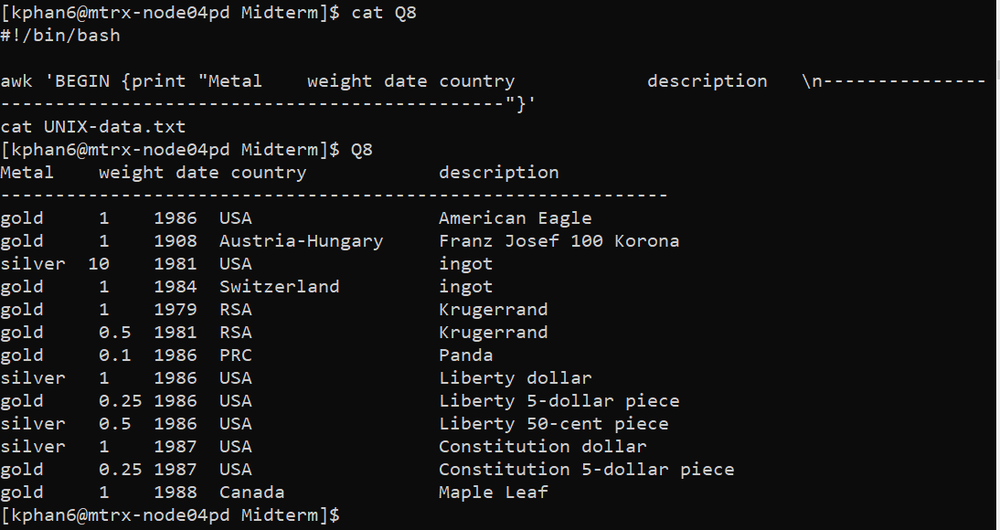 [kphan6@mtrx-node04pd Midterm]$ cat Q8
#!/bin/bash
awk 'BEGIN {print "Metal    weight date country            description   \n---------------
----------------------------------------------"}'
cat UNIX-data.txt
[kphan6@mtrx-node04pd Midterm]$ Q8
Metal    weight date country            description
-------------------------------------------------------------
gold     1    1986  USA                 American Eagle
gold     1    1908  Austria-Hungary     Franz Josef 100 Korona
silver  10    1981  USA                 ingot
gold     1    1984  Switzerland         ingot
gold     1    1979  RSA                 Krugerrand
gold     0.5  1981  RSA                 Krugerrand
gold     0.1  1986  PRC                 Panda
silver   1    1986  USA                 Liberty dollar
gold     0.25 1986  USA                 Liberty 5-dollar piece
silver   0.5  1986  USA                 Liberty 50-cent piece
silver   1    1987  USA                 Constitution dollar
gold     0.25 1987  USA                 Constitution 5-dollar piece
gold     1    1988  Canada              Maple Leaf
[kphan6@mtrx-node04pd Midterm]$